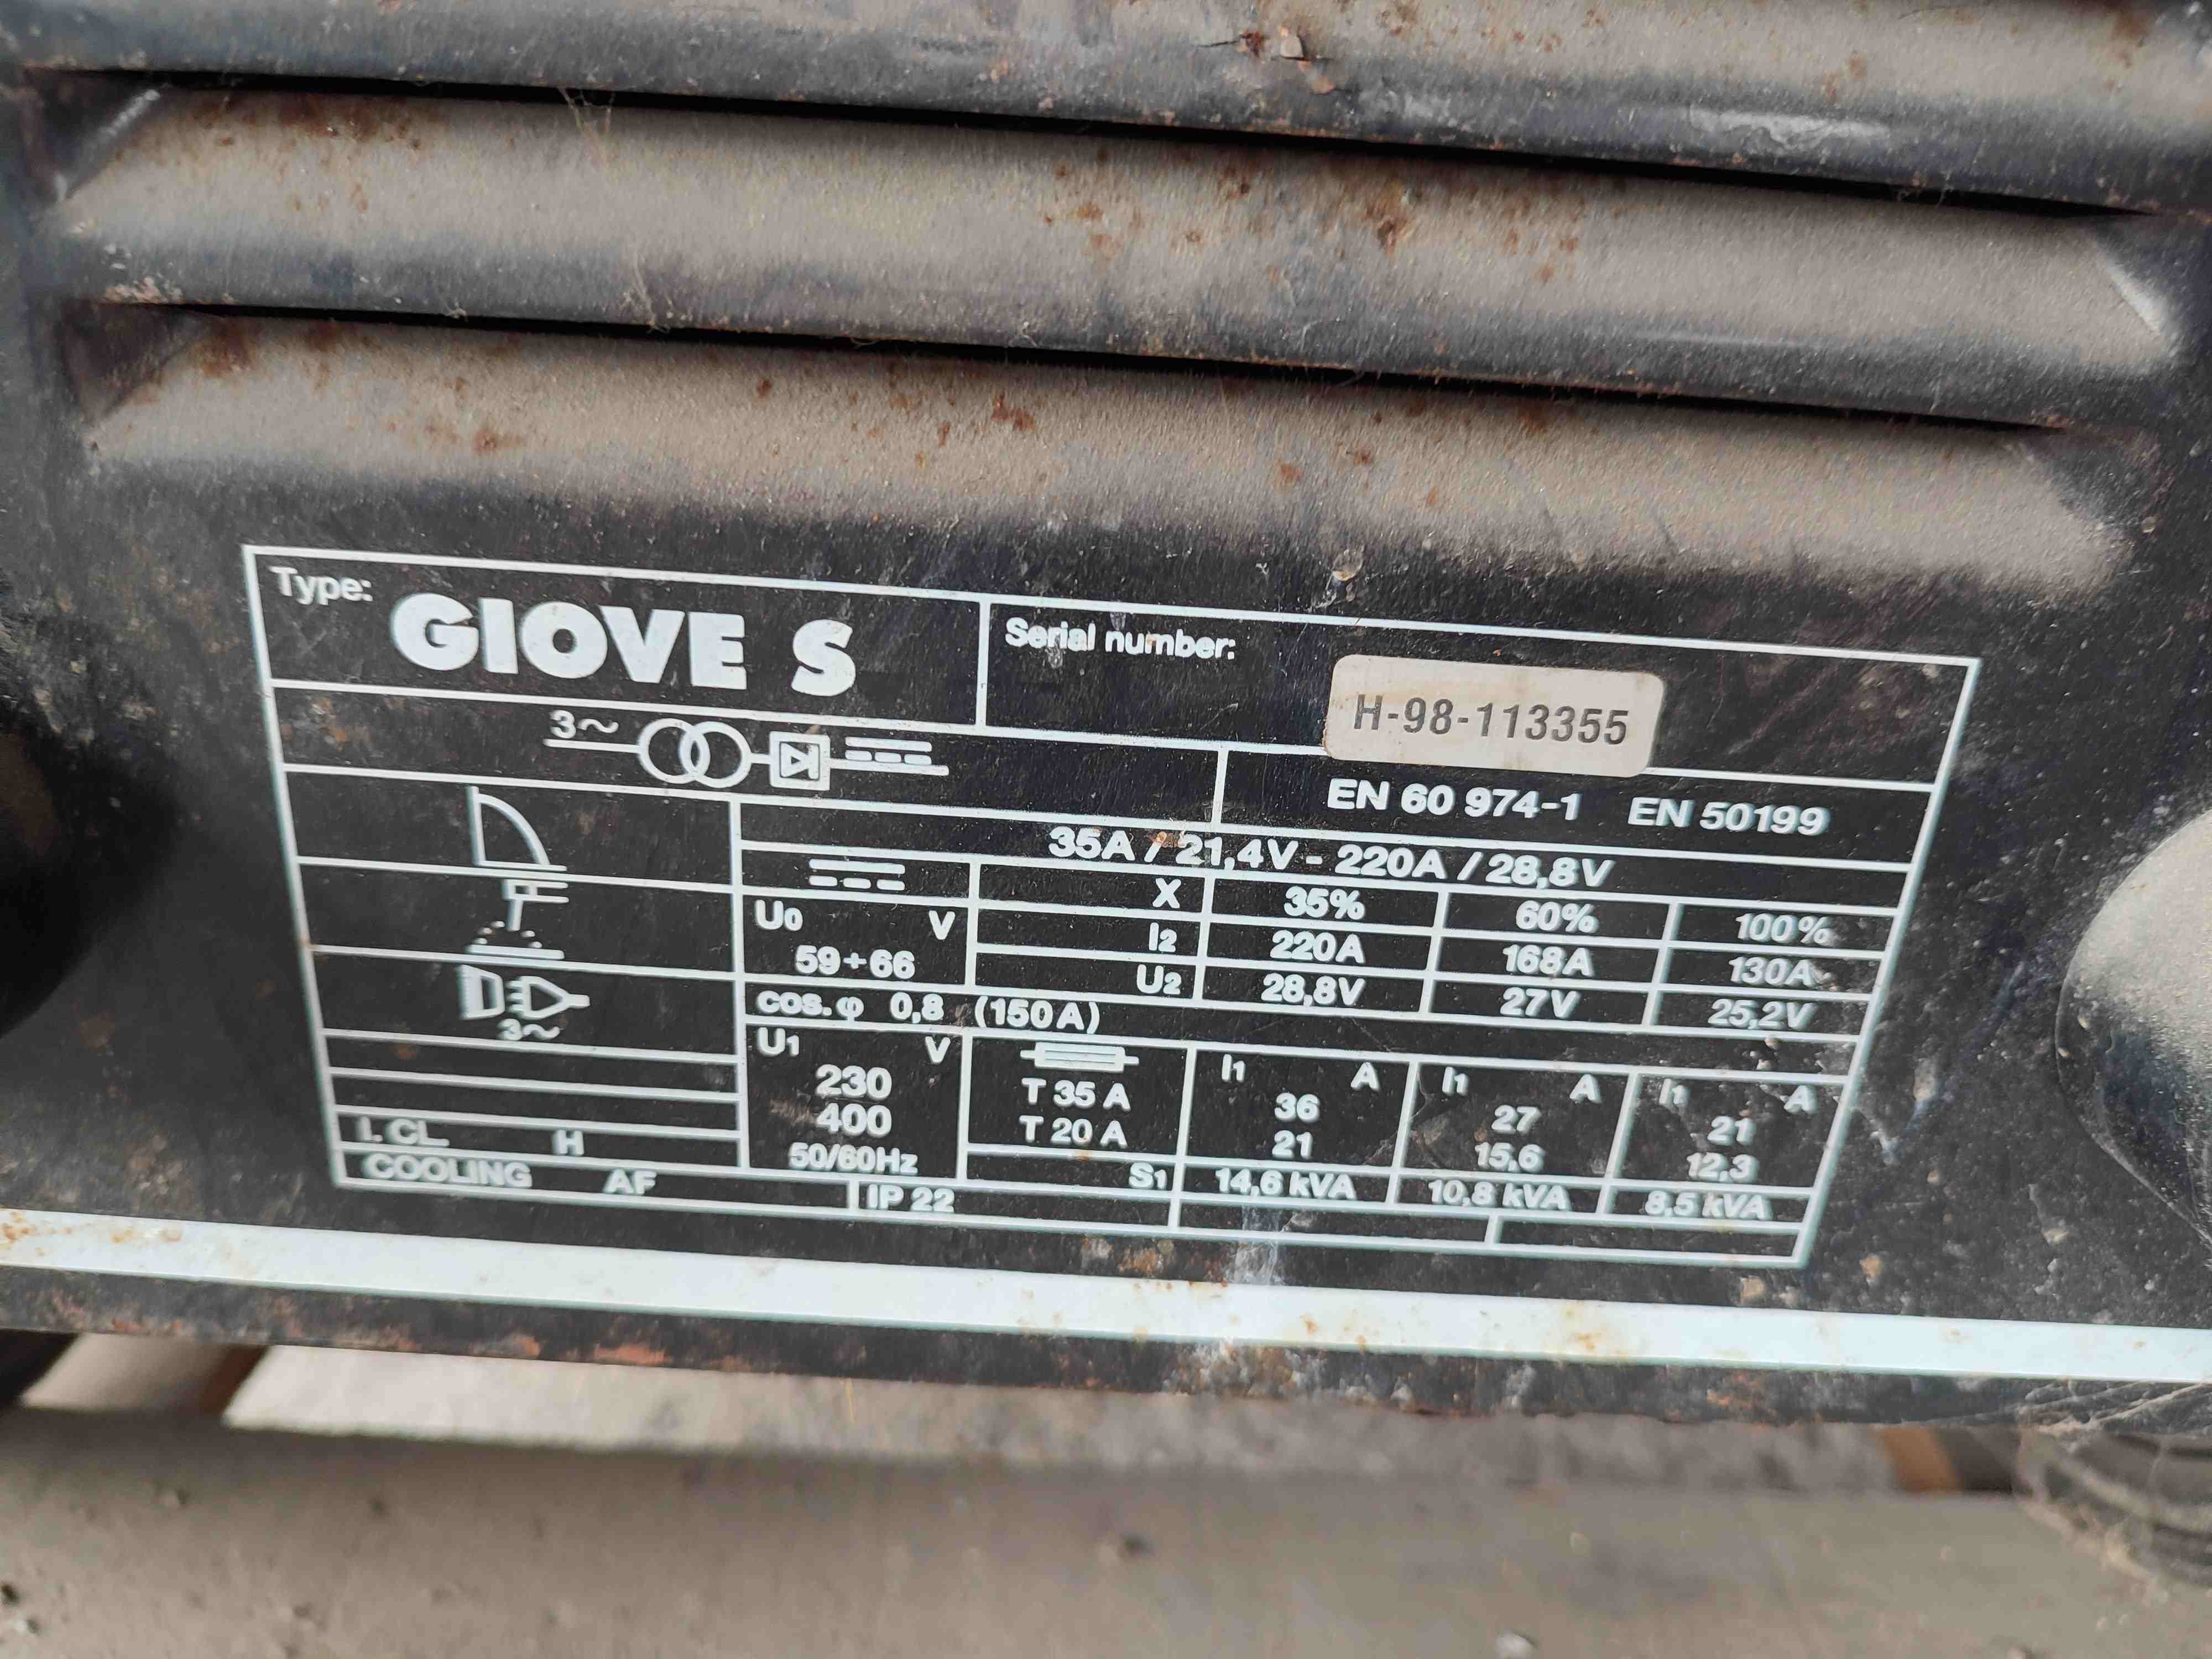 Type: GIOVE S Serial number: H-98-113355
3~
EN 60 974-1 EN 50199
35A / 21,4V - 220A / 28,8V
X 35% 60% 100%
U0 V
59÷66
I2 220A 168A 130A
U2 28,8V 27V 25,2V
cos. φ 0,8 (150A)
3~
U1 V I1 A I1 A I1 A
230 T 35 A 36 27 21
400 T 20 A 21 15,6 12,3
50/60Hz
I. CL. H
S1 14,6 kVA 10,8 kVA 8,5 kVA
COOLING AF IP 22